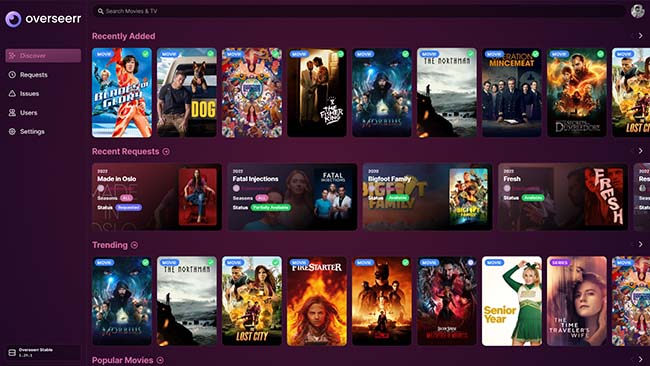 overseerr
Search Movies & TV
Discover
Requests
Issues
Users
Settings
Overseerr Stable
1.29.1
Recently Added
MOVIE
MOVIE
MOVIE
MOVIE
MOVIE
MOVIE
MOVIE
MOVIE
MOVIE
BLADES OF
GLORY
DOG
THE
FISHER
KING
MORBIUS
THE NORTHMAN
OPERATION
MINCEMEAT
DUMBLEDORE
LOST CITY
Recent Requests
2022
Made in Oslo
Seasons ALL
Status Requested
2022
Fatal Injections
Seasons ALL
Status Partially Available
FATAL
INJECTIONS
2020
Bigfoot Family
Status Available
BIGFOOT
FAMILY
2022
Fresh
Status Available
FRESH
Res
Status
Trending
MOVIE
MOVIE
MOVIE
MOVIE
MOVIE
MOVIE
MOVIE
SERIES
MOVIE
MORBIUS
THE NORTHMAN
LOST CITY
FIRESTARTER
DOCTOR STRANGE
Senior
Year
THE
TIME
TRAVELER'S
WIFE
Popular Movies